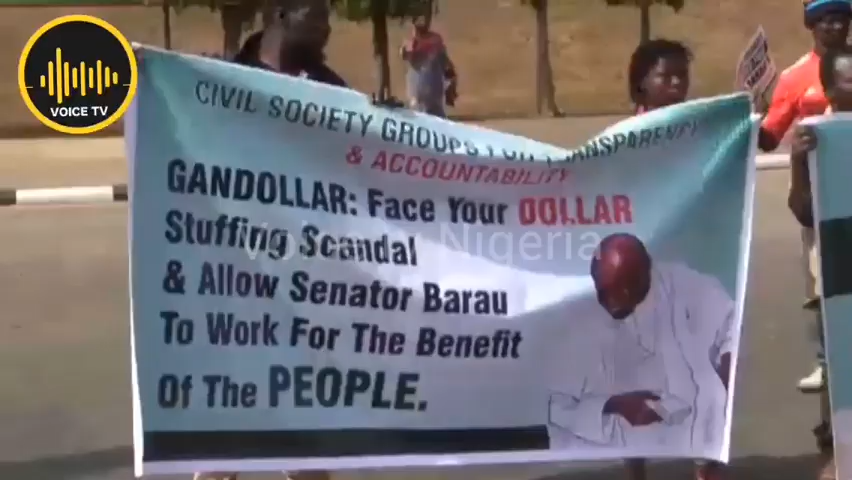 VOICE TV
CIVIL SOCIETY GROUPS FOR TRANSPARENCY
& ACCOUNTABILITY
GANDOLLAR: Face Your DOLLAR
Stuffing Scandal
& Allow Senator Barau
To Work For The Benefit
Of The PEOPLE.
Nigeria